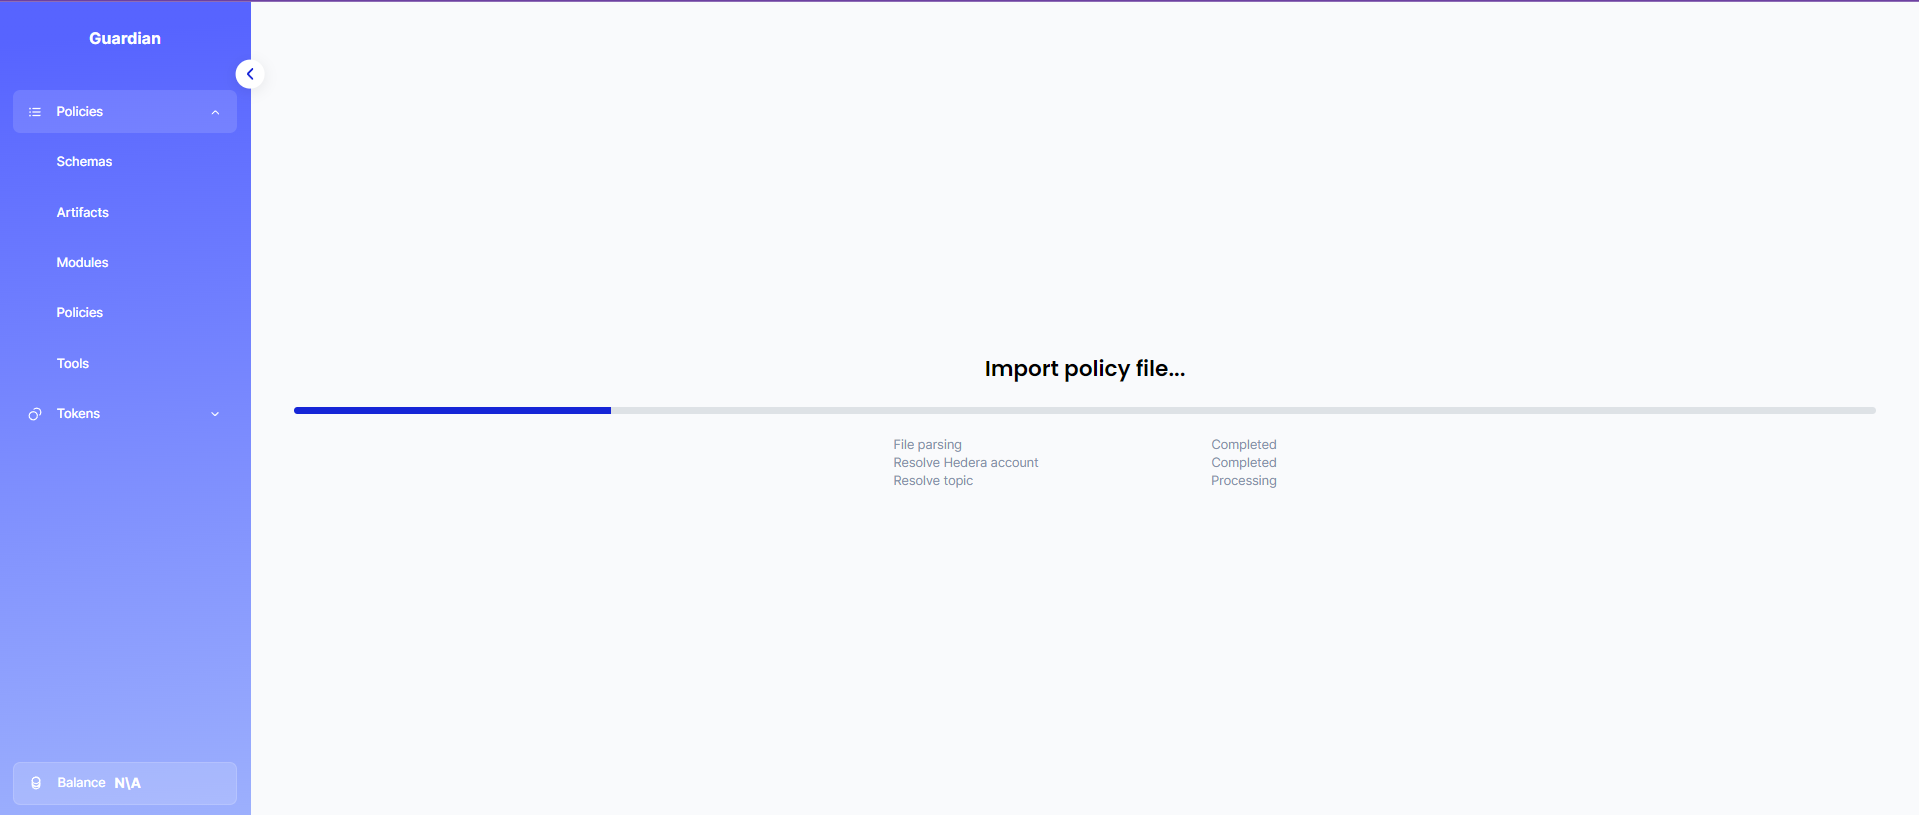 Guardian
Policies
Schemas
Artifacts
Modules
Policies
Tools
Tokens
Balance N\A
Import policy file...
File parsing Completed
Resolve Hedera account Completed
Resolve topic Processing